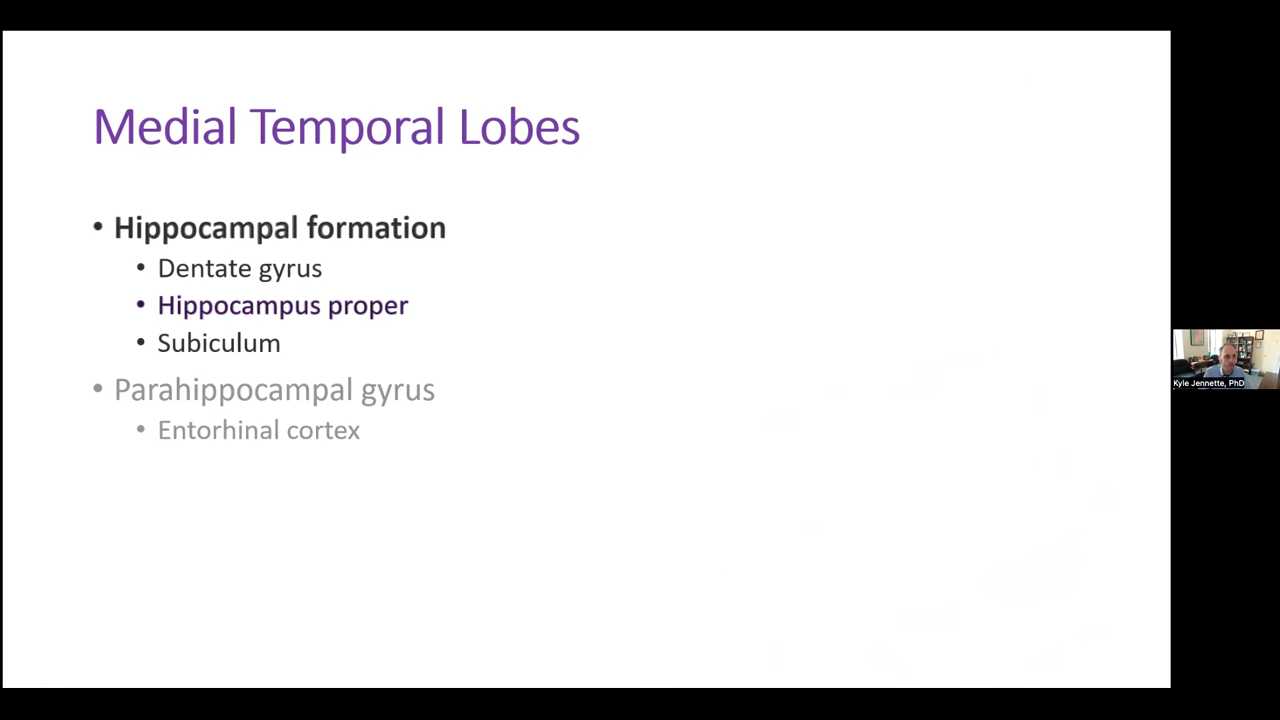 Medial Temporal Lobes
• Hippocampal formation
• Dentate gyrus
• Hippocampus proper
• Subiculum
• Parahippocampal gyrus
• Entorhinal cortex
Kyle Jennette, PhD